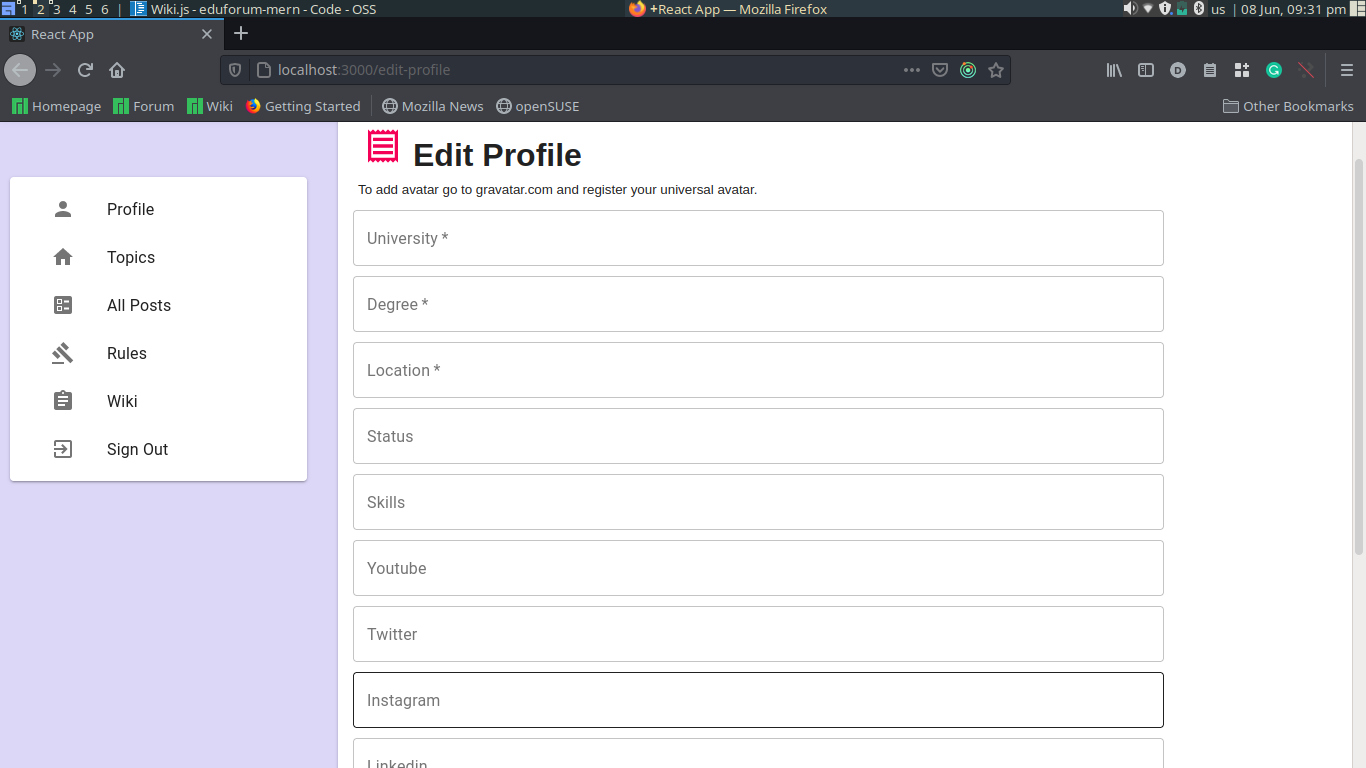 1 2 3 4 5 6 | Wiki.js - eduforum-mern - Code - OSS +React App — Mozilla Firefox us | 08 Jun, 09:31 pm
React App
localhost:3000/edit-profile
Homepage Forum Wiki Getting Started Mozilla News openSUSE Other Bookmarks
Edit Profile
To add avatar go to gravatar.com and register your universal avatar.
Profile
Topics
All Posts
Rules
Wiki
Sign Out
University *
Degree *
Location *
Status
Skills
Youtube
Twitter
Instagram
Linkedin